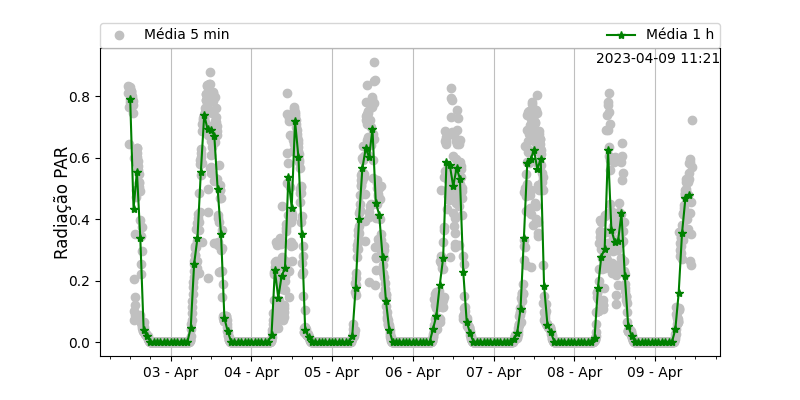 Média 5 min
Média 1 h
2023-04-09 11:21
Radiação PAR
0.8
0.6
0.4
0.2
0.0
03 - Apr
04 - Apr
05 - Apr
06 - Apr
07 - Apr
08 - Apr
09 - Apr